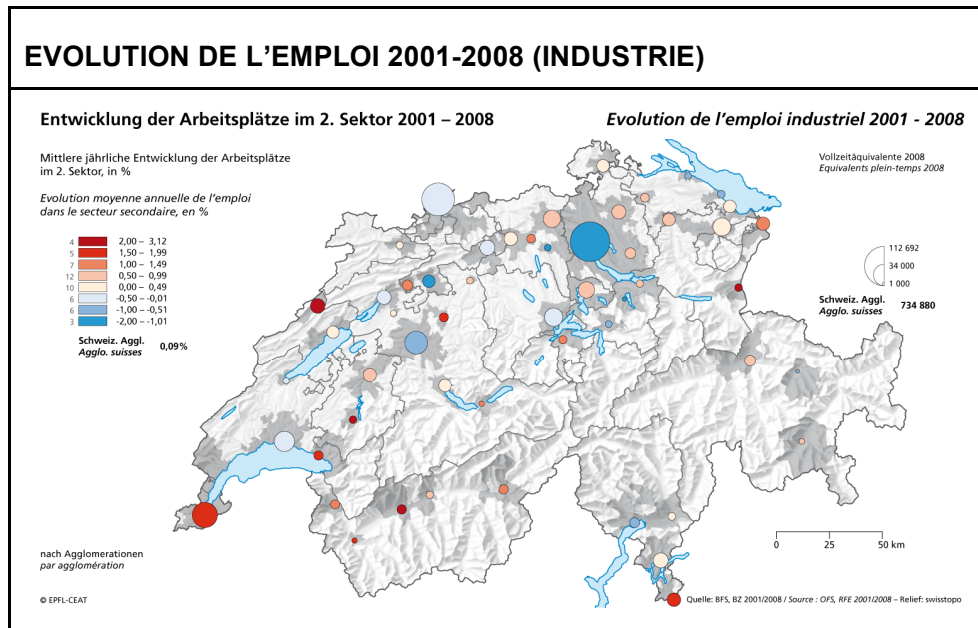 EVOLUTION DE L'EMPLOI 2001-2008 (INDUSTRIE)
Entwicklung der Arbeitsplätze im 2. Sektor 2001 – 2008
Evolution de l'emploi industriel 2001 - 2008
Mittlere jährliche Entwicklung der Arbeitsplätze
im 2. Sektor, in %
Evolution moyenne annuelle de l'emploi
dans le secteur secondaire, en %
4 2,00 – 3,12
5 1,50 – 1,99
7 1,00 – 1,49
12 0,50 – 0,99
10 0,00 – 0,49
6 -0,50 – -0,01
6 -1,00 – -0,51
3 -2,00 – -1,01
Schweiz. Aggl.
Agglo. suisses
0,09%
Vollzeitäquivalente 2008
Equivalents plein-temps 2008
112 692
34 000
1 000
Schweiz. Aggl.
Agglo. suisses
734 880
0 25 50 km
nach Agglomerationen
par agglomération
© EPFL-CEAT
Quelle: BFS, BZ 2001/2008 / Source : OFS, RFE 2001/2008 – Relief: swisstopo